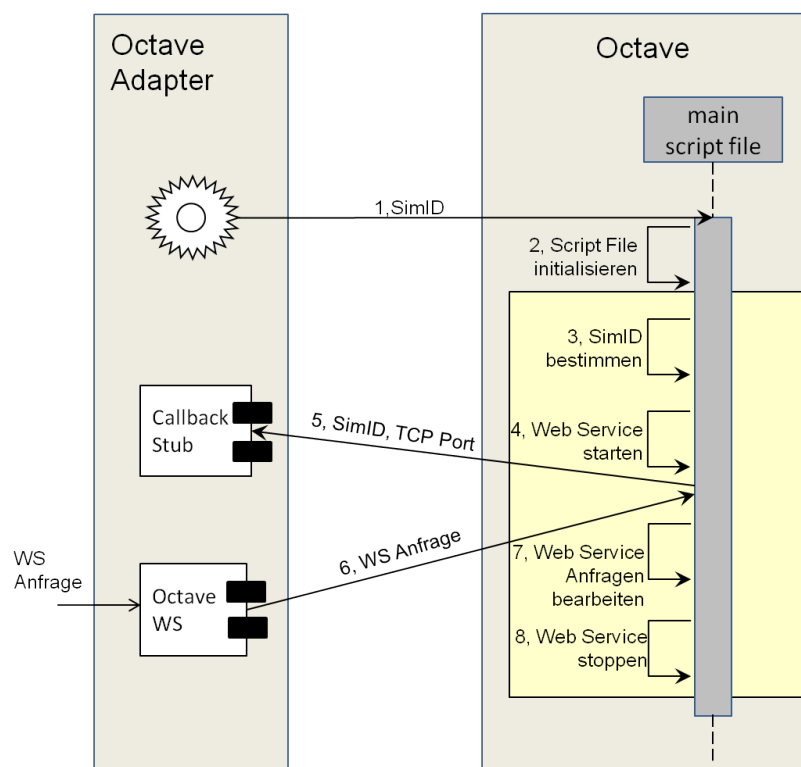 Octave
Adapter
Octave
main
script file
1,SimID
2, Script File
initialisieren
3, SimID
bestimmen
Callback
Stub
5, SimID, TCP Port
4, Web Service
starten
WS
Anfrage
Octave
WS
6, WS Anfrage
7, Web Service
Anfragen
bearbeiten
8, Web Service
stoppen